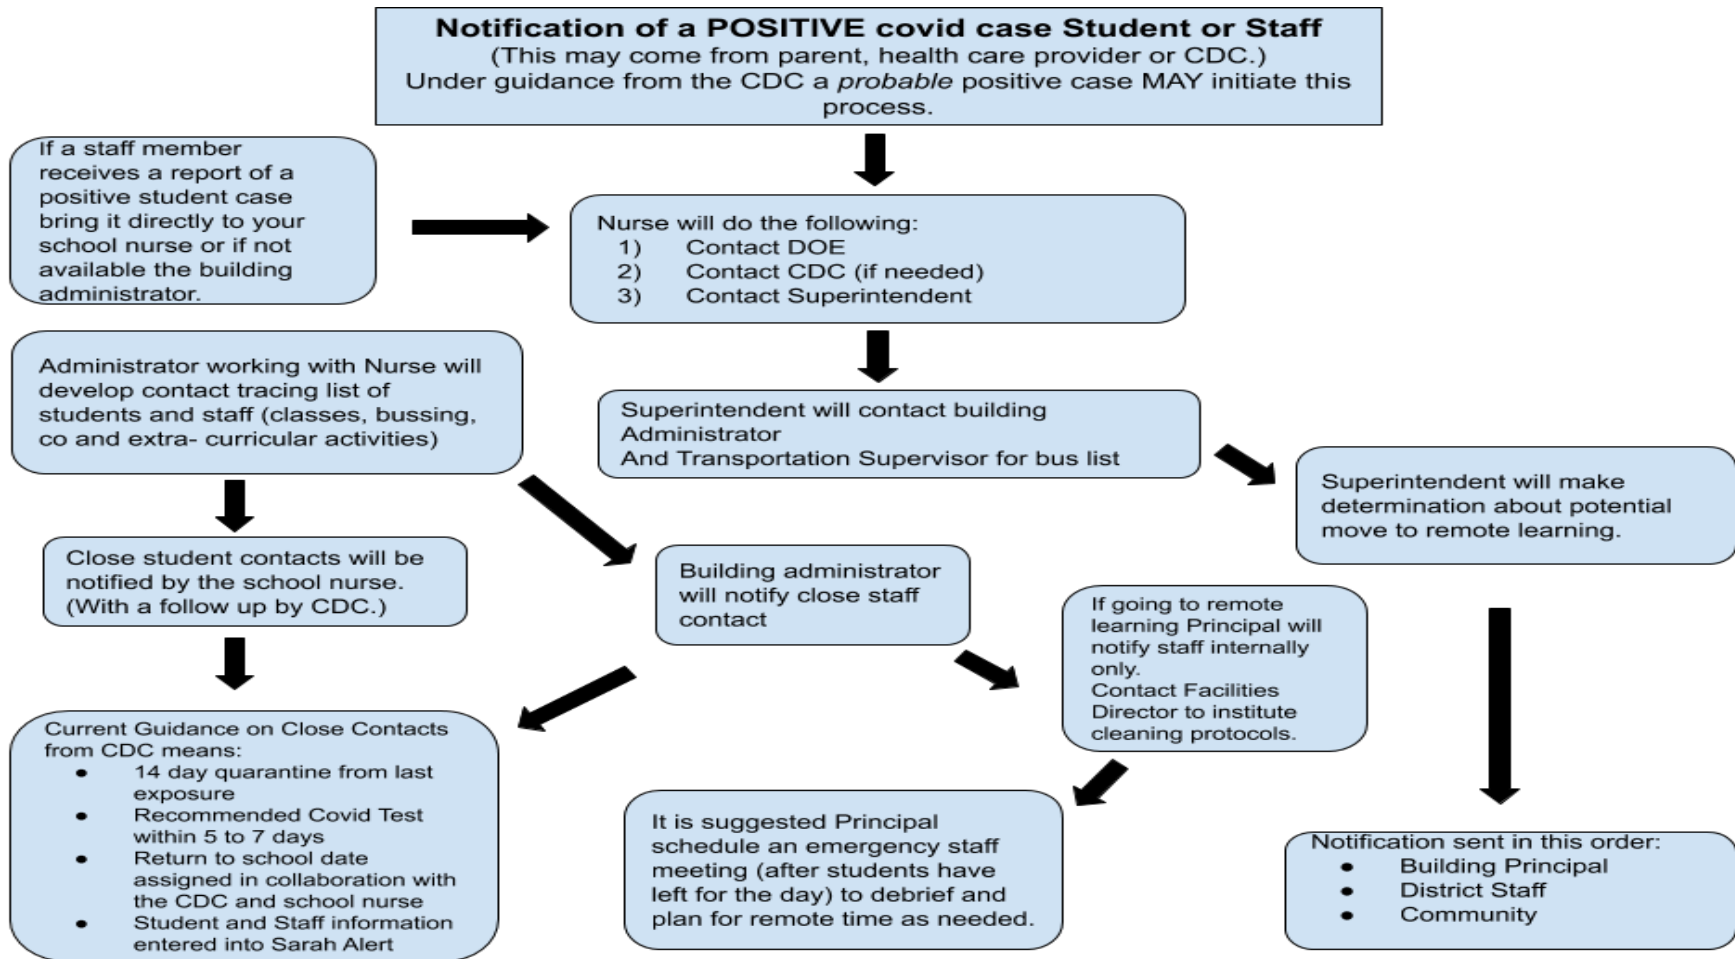 Notification of a POSITIVE covid case Student or Staff
(This may come from parent, health care provider or CDC.)
Under guidance from the CDC a probable positive case MAY initiate this
process.
If a staff member
receives a report of a
positive student case
bring it directly to your
school nurse or if not
available the building
administrator.
Nurse will do the following:
1) Contact DOE
2) Contact CDC (if needed)
3) Contact Superintendent
Administrator working with Nurse will
develop contact tracing list of
students and staff (classes, bussing,
co and extra- curricular activities)
Superintendent will contact building
Administrator
And Transportation Supervisor for bus list
Superintendent will make
determination about potential
move to remote learning.
Close student contacts will be
notified by the school nurse.
(With a follow up by CDC.)
Building administrator
will notify close staff
contact
If going to remote
learning Principal will
notify staff internally
only.
Contact Facilities
Director to institute
cleaning protocols.
Current Guidance on Close Contacts
from CDC means:
● 14 day quarantine from last
exposure
● Recommended Covid Test
within 5 to 7 days
● Return to school date
assigned in collaboration with
the CDC and school nurse
● Student and Staff information
entered into Sarah Alert
It is suggested Principal
schedule an emergency staff
meeting (after students have
left for the day) to debrief and
plan for remote time as needed.
Notification sent in this order:
● Building Principal
● District Staff
● Community